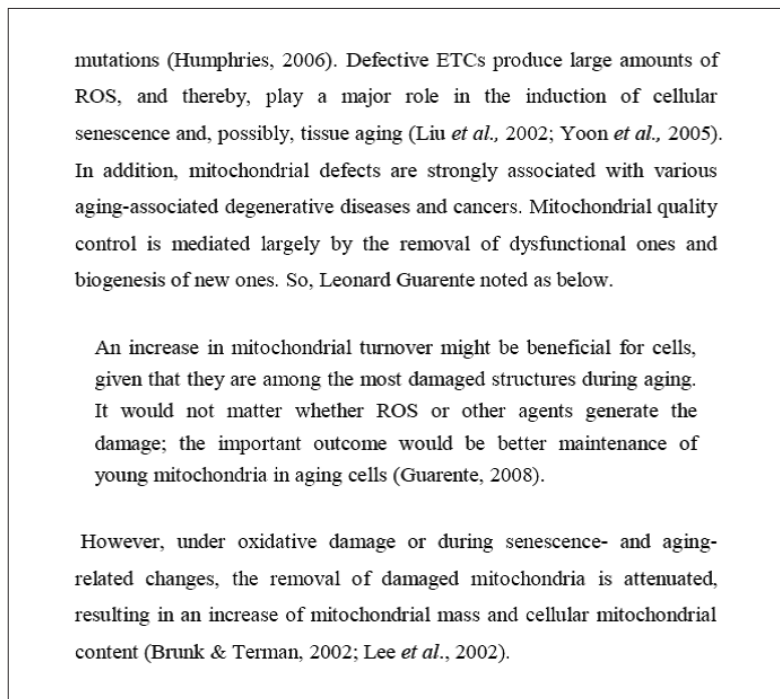 mutations (Humphries, 2006). Defective ETCs produce large amounts of
ROS, and thereby, play a major role in the induction of cellular
senescence and, possibly, tissue aging (Liu et al., 2002; Yoon et al., 2005).
In addition, mitochondrial defects are strongly associated with various
aging-associated degenerative diseases and cancers. Mitochondrial quality
control is mediated largely by the removal of dysfunctional ones and
biogenesis of new ones. So, Leonard Guarente noted as below.
An increase in mitochondrial turnover might be beneficial for cells,
given that they are among the most damaged structures during aging.
It would not matter whether ROS or other agents generate the
damage; the important outcome would be better maintenance of
young mitochondria in aging cells (Guarente, 2008).
However, under oxidative damage or during senescence- and aging-
related changes, the removal of damaged mitochondria is attenuated,
resulting in an increase of mitochondrial mass and cellular mitochondrial
content (Brunk & Terman, 2002; Lee et al., 2002).